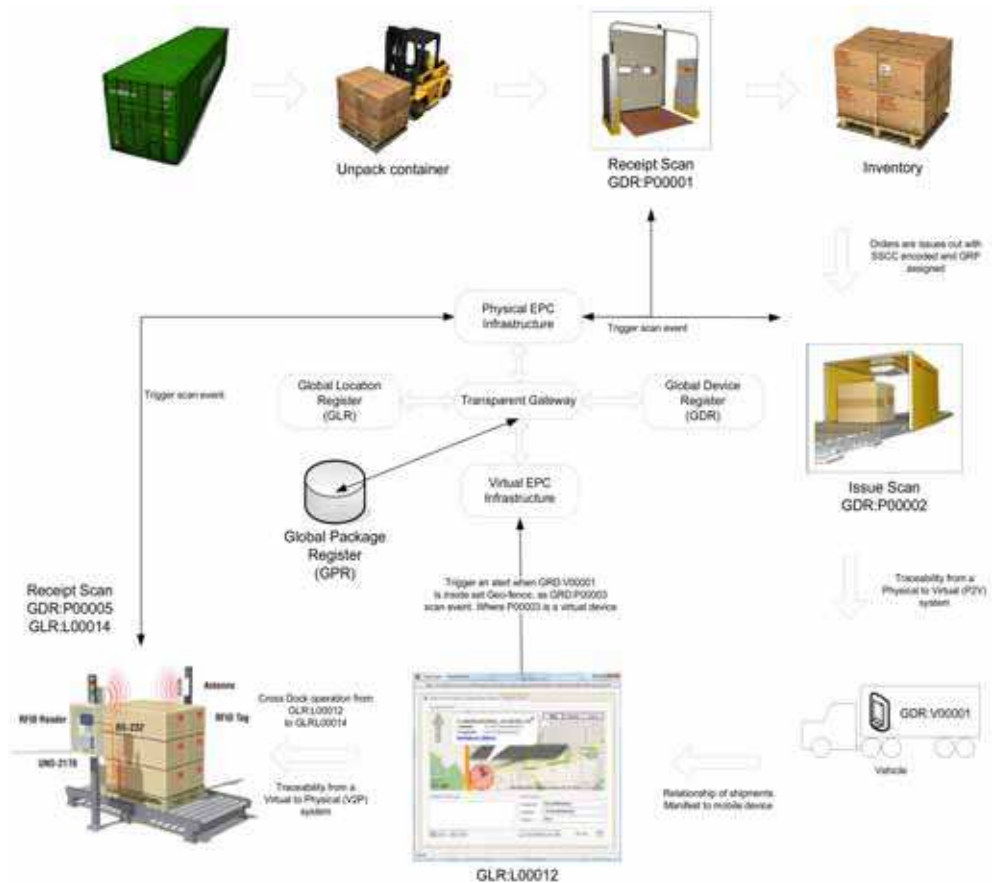 Unpack container
Receipt Scan
GDR:P00001
Inventory
Orders are issues out with
SSCC encoded and GRP
assigned
Physical EPC
Infrastructure
Trigger scan event
Trigger scan event
Global Location
Register
(GLR)
Transparent Gateway
Global Device
Register
(GDR)
Virtual EPC
Infrastructure
Issue Scan
GDR:P00002
Global Package
Register
(GPR)
Trigger an alert when GRD:V00001
Is inside set Geo-fence, as GRD:P00003
scan event. Where P00003 is a virtual device
Traceability from a
Physical to Virtual (P2V)
system
Receipt Scan
GDR:P00005
GLR:L00014
Antenna
RFID Reader
RS-232
RFID Tag
UNO-2170
Cross Dock operation from
GLR:L00012
to GLRL00014
Traceability from a
Virtual to Physical (V2P)
system
GDR:V00001
Vehicle
Relationship of shipments
Manifest to mobile device
GLR:L00012